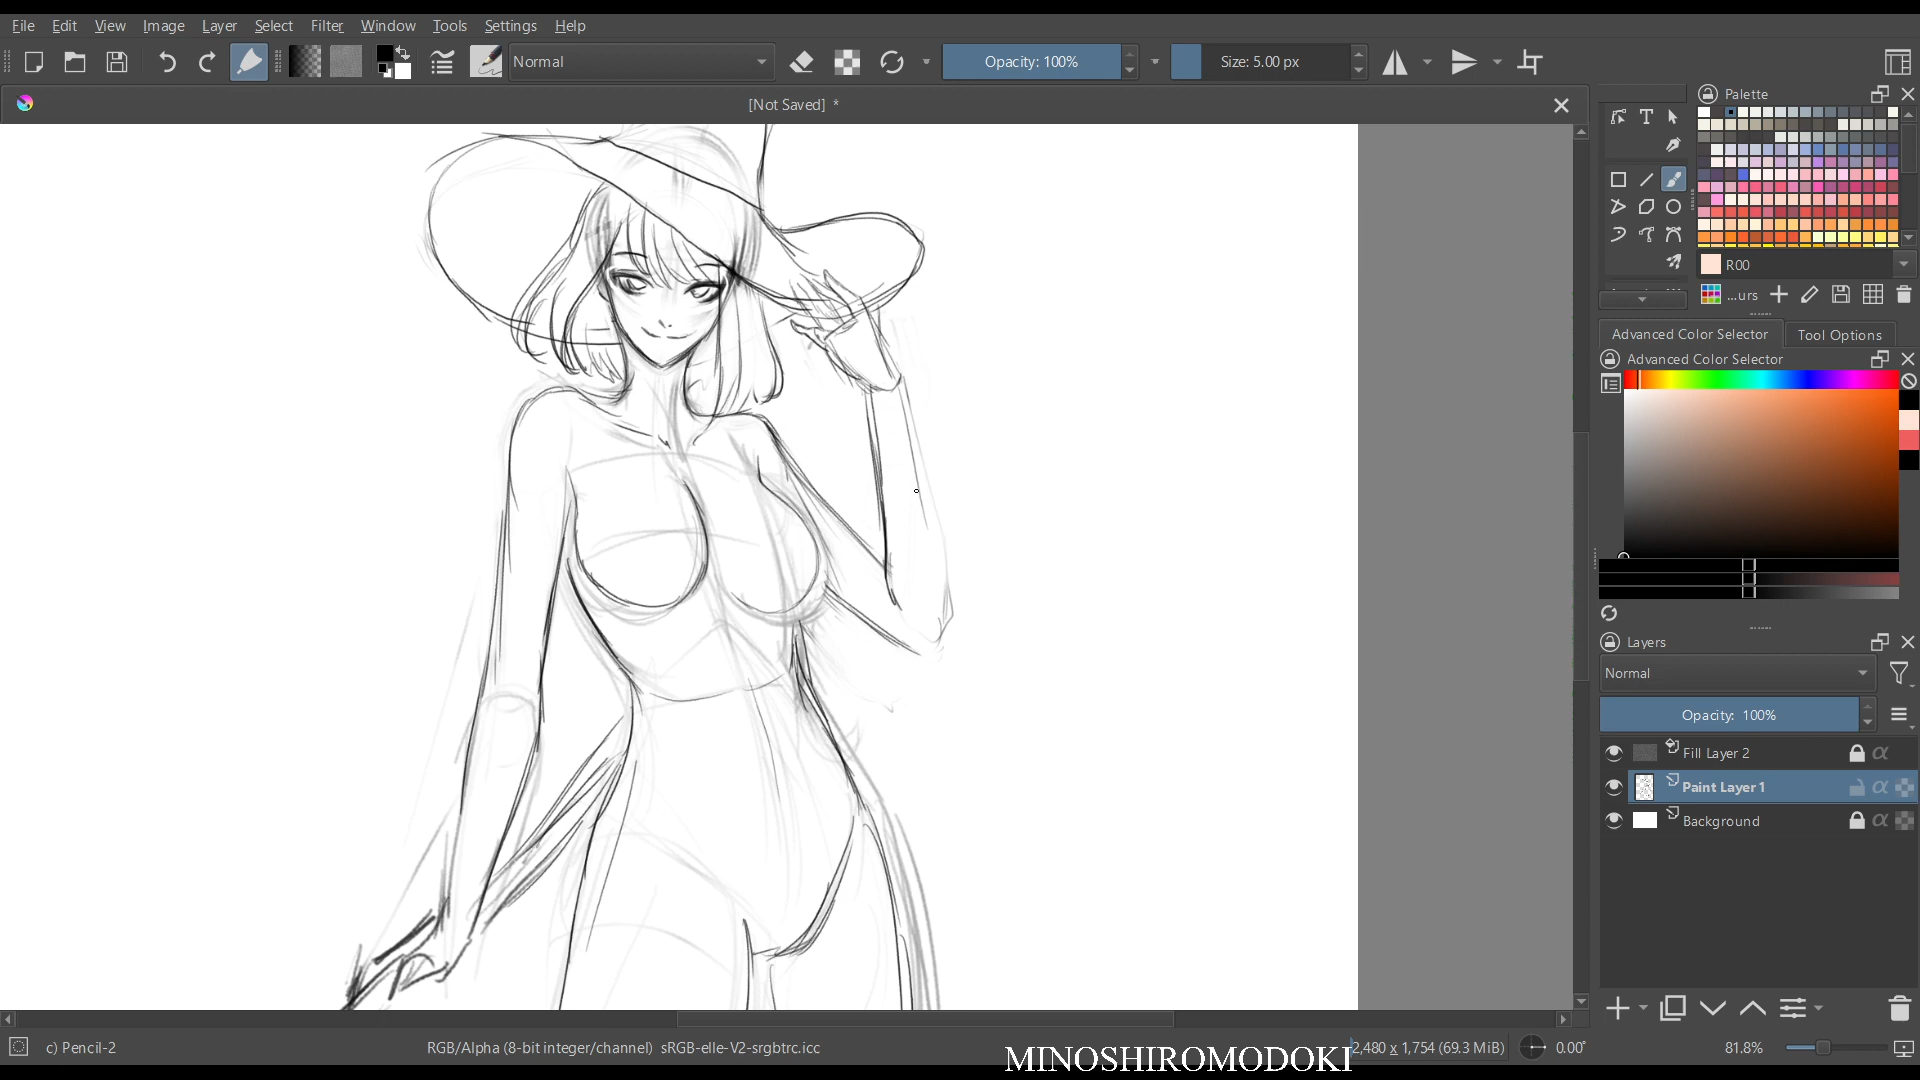 File Edit View Image Layer Select Filter Window Tools Settings Help
Normal Opacity: 100% Size: 5.00 px
[Not Saved] *
Palette
R00
...urs
Advanced Color Selector Tool Options
Advanced Color Selector
Layers
Normal
Opacity: 100%
Fill Layer 2
Paint Layer 1
Background
c) Pencil-2 RGB/Alpha (8-bit integer/channel) sRGB-elle-V2-srgbtrc.icc 2,480 x 1,754 (69.3 MiB) 0.00° 81.8%
MINOSHIROMODOKI